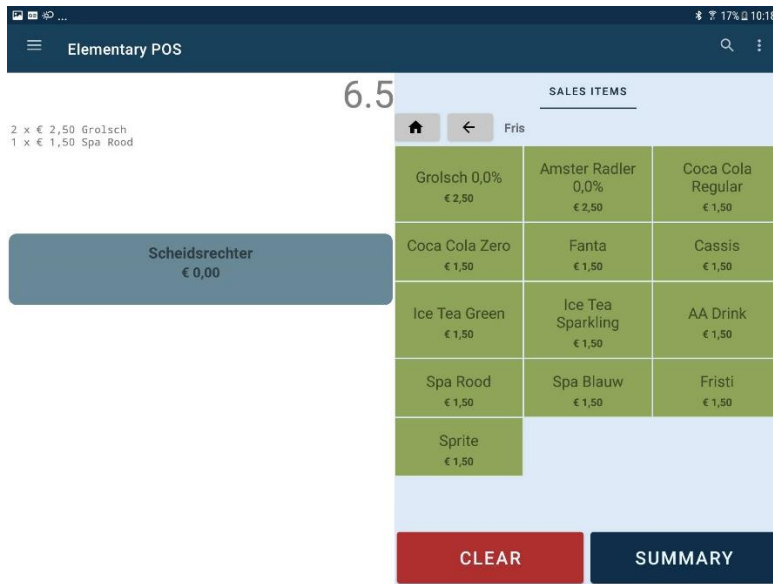 17% 10:18
Elementary POS
6.5
2 x € 2,50 Grolsch
1 x € 1,50 Spa Rood
Scheidsrechter
€ 0,00
SALES ITEMS
Fris
Grolsch 0,0%
€ 2,50
Amster Radler
0,0%
€ 2,50
Coca Cola
Regular
€ 1,50
Coca Cola Zero
€ 1,50
Fanta
€ 1,50
Cassis
€ 1,50
Ice Tea Green
€ 1,50
Ice Tea
Sparkling
€ 1,50
AA Drink
€ 1,50
Spa Rood
€ 1,50
Spa Blauw
€ 1,50
Fristi
€ 1,50
Sprite
€ 1,50
CLEAR
SUMMARY